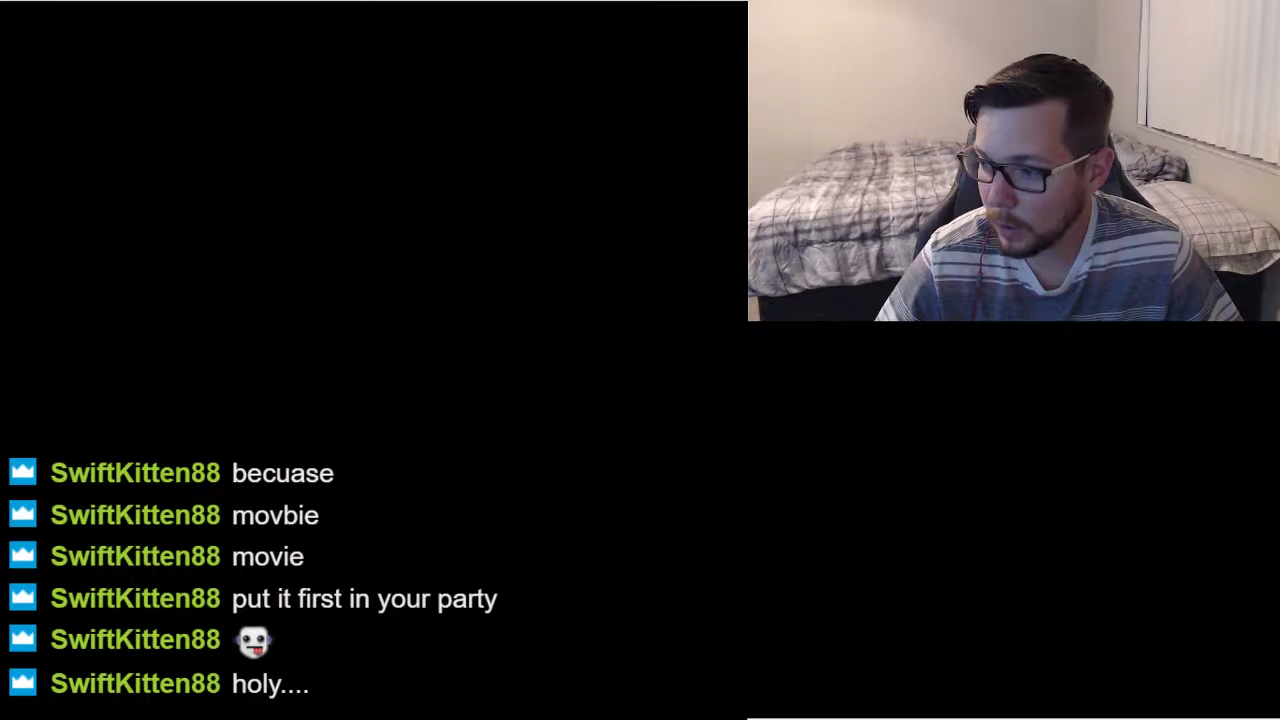 SwiftKitten88 becuase
SwiftKitten88 movbie
SwiftKitten88 movie
SwiftKitten88 put it first in your party
SwiftKitten88 👻
SwiftKitten88 holy....